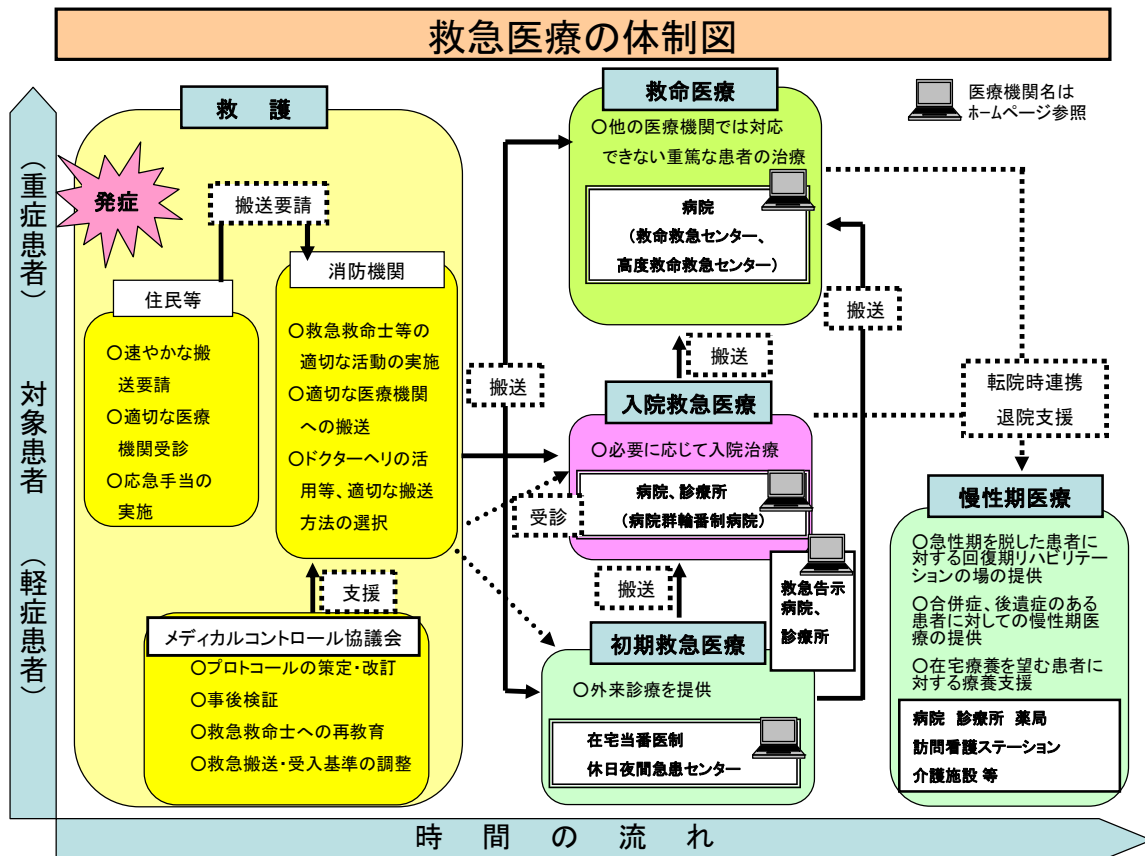 救急医療の体制図
医療機関名は
ホームページ参照
(重症患者)
対象患者
(軽症患者)
救　護
発症
搬送要請
住民等
○速やかな搬
送要請
○適切な医療
機関受診
○応急手当の
実施
消防機関
○救急救命士等の
適切な活動の実施
○適切な医療機関
への搬送
○ドクターヘリの活
用等、適切な搬送
方法の選択
支援
メディカルコントロール協議会
○プロトコールの策定・改訂
○事後検証
○救急救命士への再教育
○救急搬送・受入基準の調整
搬送
受診
救命医療
○他の医療機関では対応
できない重篤な患者の治療
病院
(救命救急センター、
高度救命救急センター)
搬送
搬送
入院救急医療
○必要に応じて入院治療
病院、診療所
(病院群輪番制病院)
搬送
救急告示
病院、
診療所
初期救急医療
○外来診療を提供
在宅当番医制
休日夜間急患センター
転院時連携
退院支援
慢性期医療
○急性期を脱した患者に
対する回復期リハビリテー
ションの場の提供
○合併症、後遺症のある
患者に対しての慢性期医
療の提供
○在宅療養を望む患者に
対する療養支援
病院 診療所 薬局
訪問看護ステーション
介護施設 等
時間の流れ